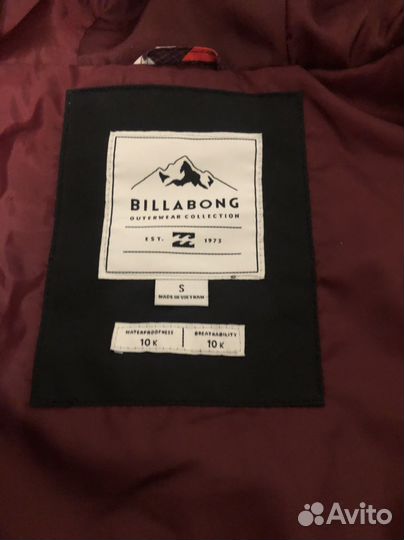 BILLABONG
OUTERWEAR COLLECTION
EST. 1973
S
MADE IN VIETNAM
WATERPROOFNESS BREATHABILITY
10 K 10 K
Avito